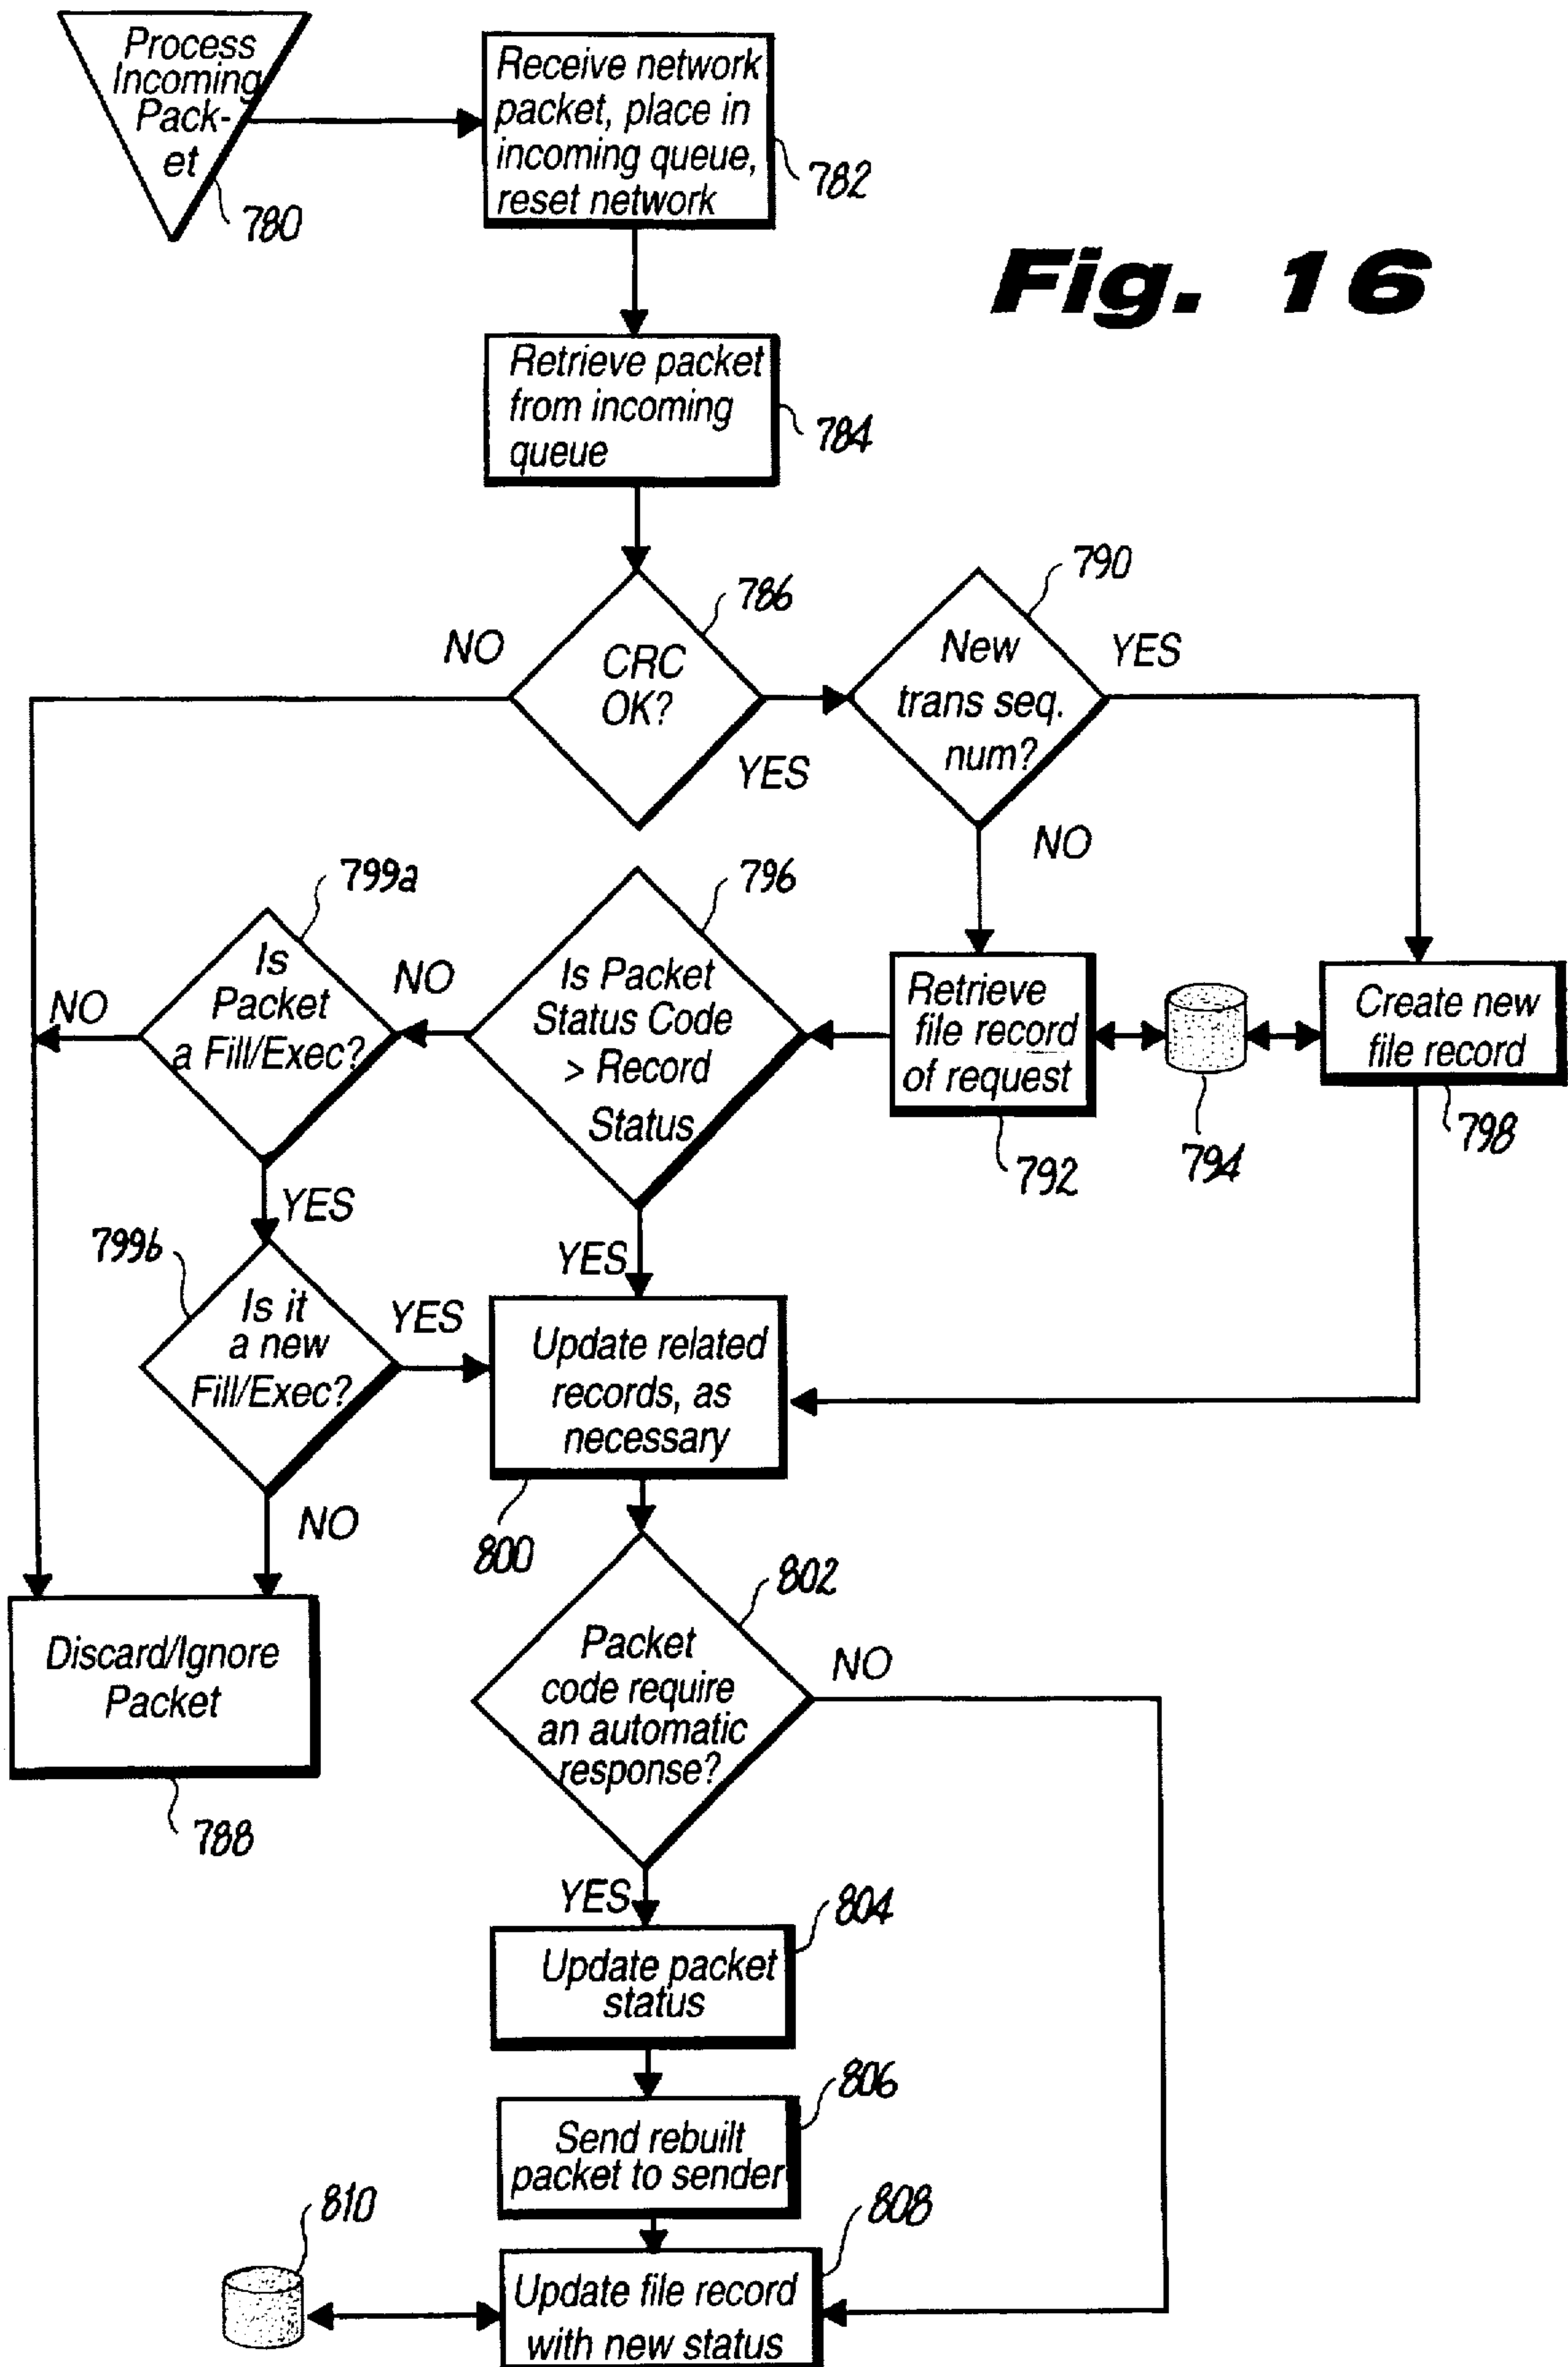 Process
Incoming
Pack-
et
780
Receive network
packet, place in
incoming queue,
reset network
782
Fig. 16
Retrieve packet
from incoming
queue
784
786
CRC
OK?
NO
YES
790
New
trans seq.
num?
YES
NO
799a
Is
Packet
a Fill/Exec?
NO
YES
796
Is Packet
Status Code
> Record
Status
NO
YES
Retrieve
file record
of request
792
794
Create new
file record
798
799b
Is it
a new
Fill/Exec?
YES
NO
Update related
records, as
necessary
800
Discard/Ignore
Packet
788
802
Packet
code require
an automatic
response?
NO
YES
804
Update packet
status
806
Send rebuilt
packet to sender
808
810
Update file record
with new status